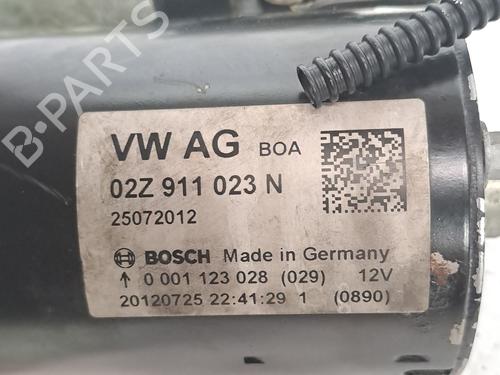 B-PARTS
VW AG BOA
02Z 911 023 N
25072012
BOSCH Made in Germany
↑ 0 001 123 028 (029) 12V
20120725 22:41:29 1 (0890)